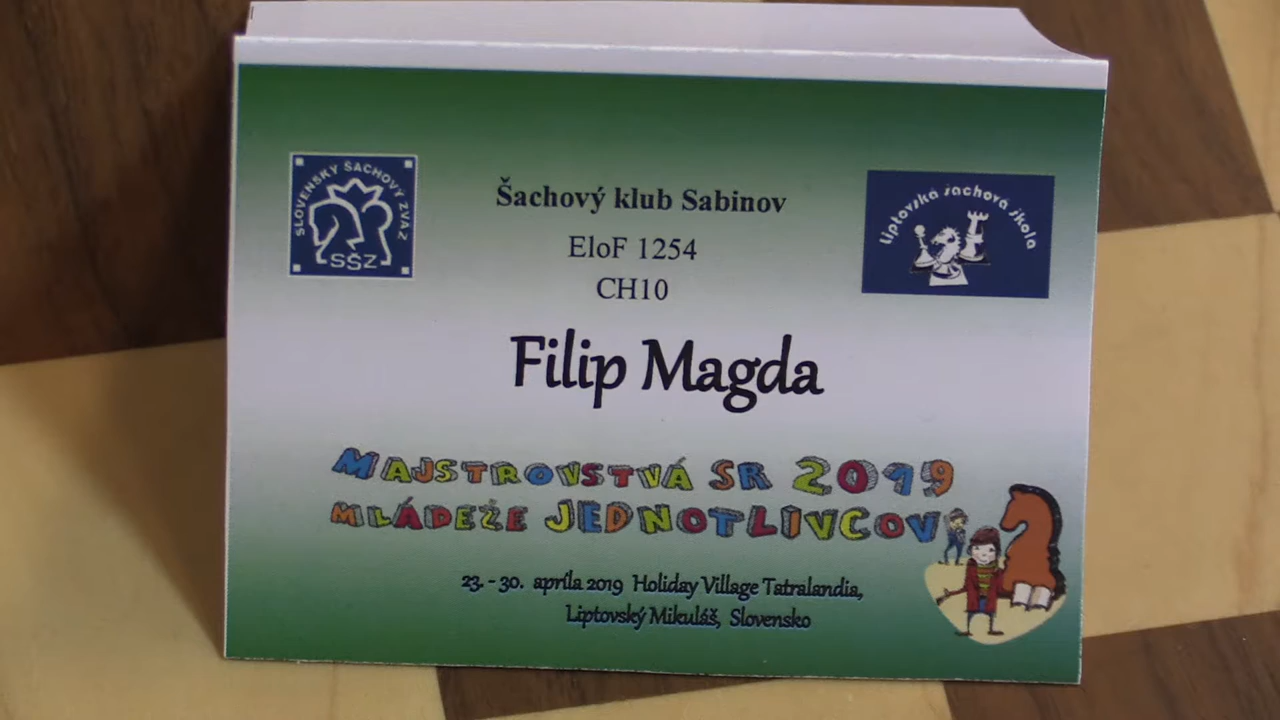 SLOVENSKÝ ŠACHOVÝ ZVÄZ
SŠZ
Šachový klub Sabinov
EloF 1254
CH10
Liptovská šachová škola
Filip Magda
MAJSTROVSTVÁ SR 2019
MLÁDEŽE JEDNOTLIVCOV
23. - 30. apríla 2019 Holiday Village Tatralandia,
Liptovský Mikuláš, Slovensko